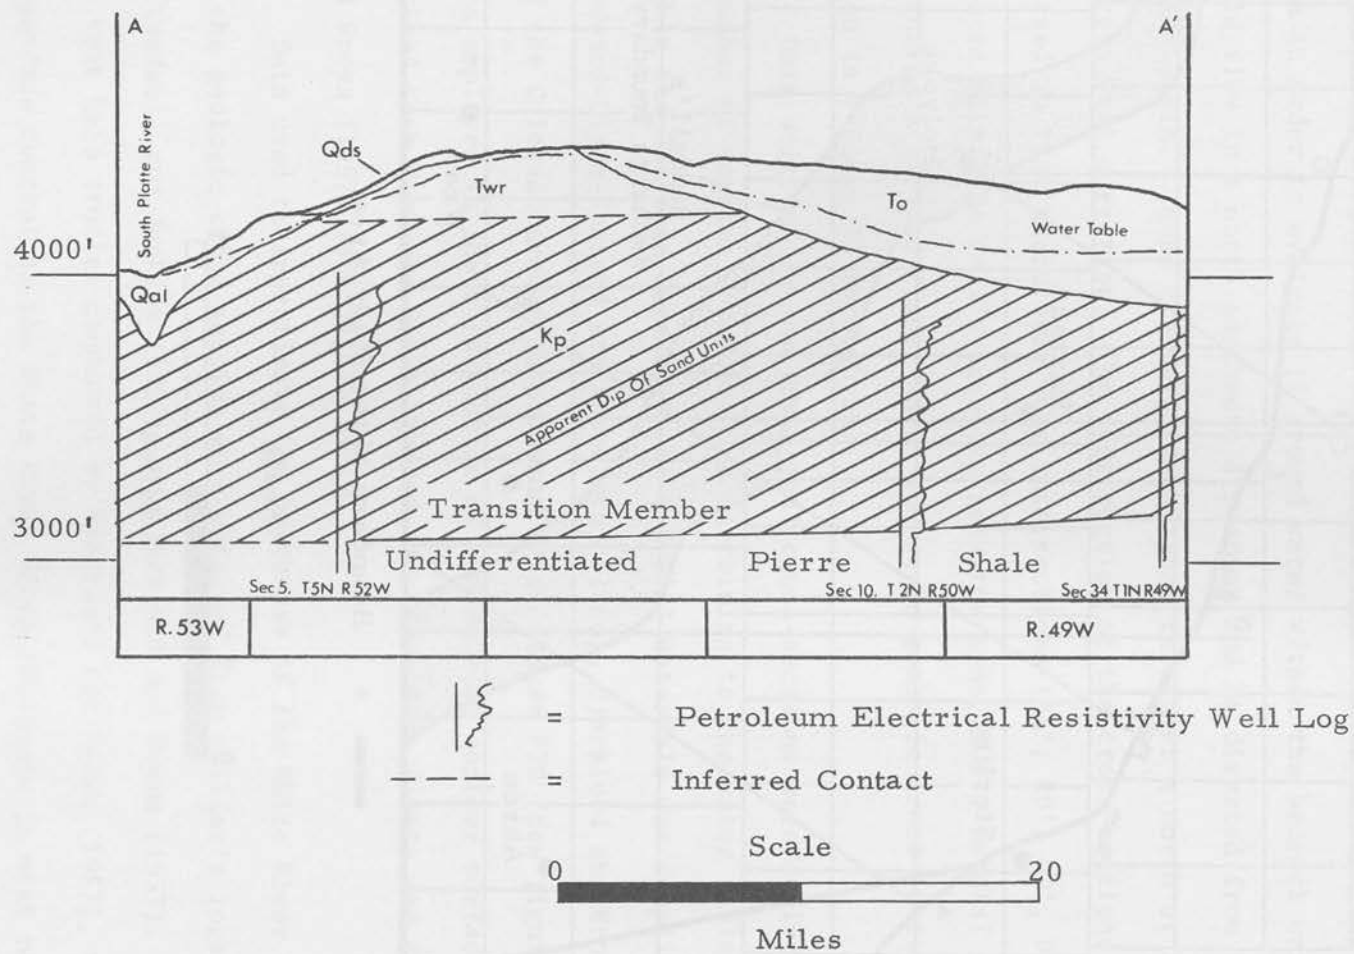 A
A'
South Platte River
Qds
Twr
To
Water Table
4000'
Qal
Kp
Apparent Dip Of Sand Units
Transition Member
3000'
Undifferentiated Pierre Shale
Sec 5. T5N R52W
Sec 10. T 2N R50W
Sec 34 T1N R49W
R.53W
R.49W
= Petroleum Electrical Resistivity Well Log
= Inferred Contact
Scale
0 20
Miles